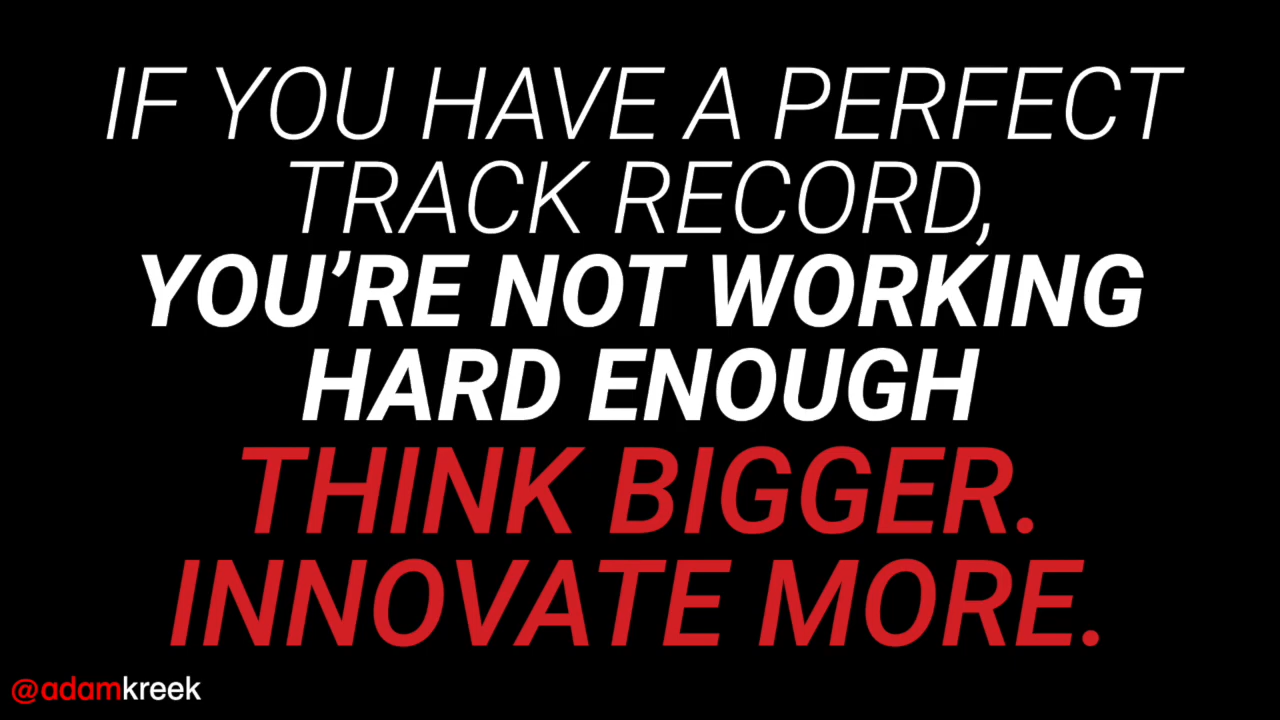 IF YOU HAVE A PERFECT
TRACK RECORD,
YOU’RE NOT WORKING
HARD ENOUGH
THINK BIGGER.
INNOVATE MORE.
@adamkreek